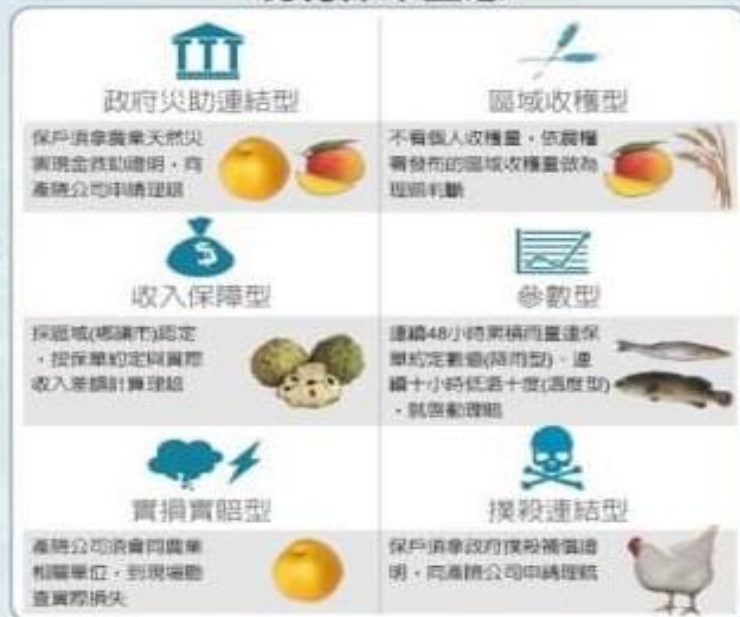 政府災助連結型
保戶須拿農業天然災
害現金救助證明，向
產險公司申請理賠
區域收穫型
不看個人收穫量，依農糧
署發布的區域收穫量做為
理賠判斷
收入保障型
採區域(鄉鎮市)認定
，按保單約定與實際
收入差額計算理賠
參數型
連續48小時累積雨量達保
單約定數值(降雨型)、連
續十小時低溫十度(溫度型)
，就啟動理賠
實損實賠型
產險公司須會同農業
相關單位，到現場勘
查實際損失
撲殺連結型
保戶須拿政府撲殺補償證
明，向產險公司申請理賠